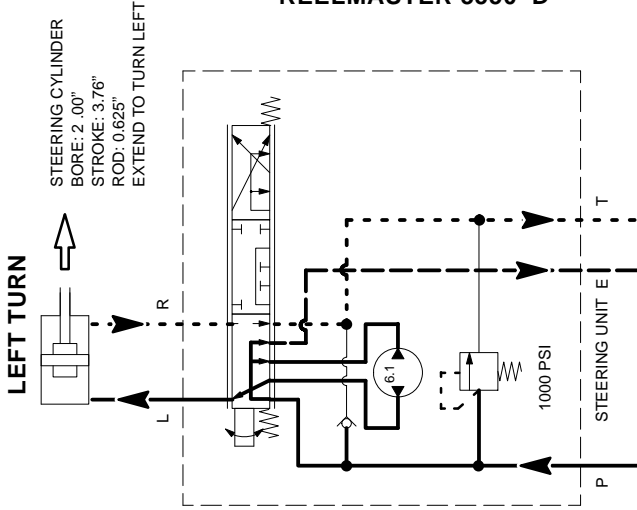 REELMASTER
STEERING CYLINDER
BORE: 2 .00"
STROKE: 3.76"
ROD: 0.625"
EXTEND TO TURN LEFT
LEFT TURN
L
R
6.1
1000 PSI
STEERING UNIT
P
E
T